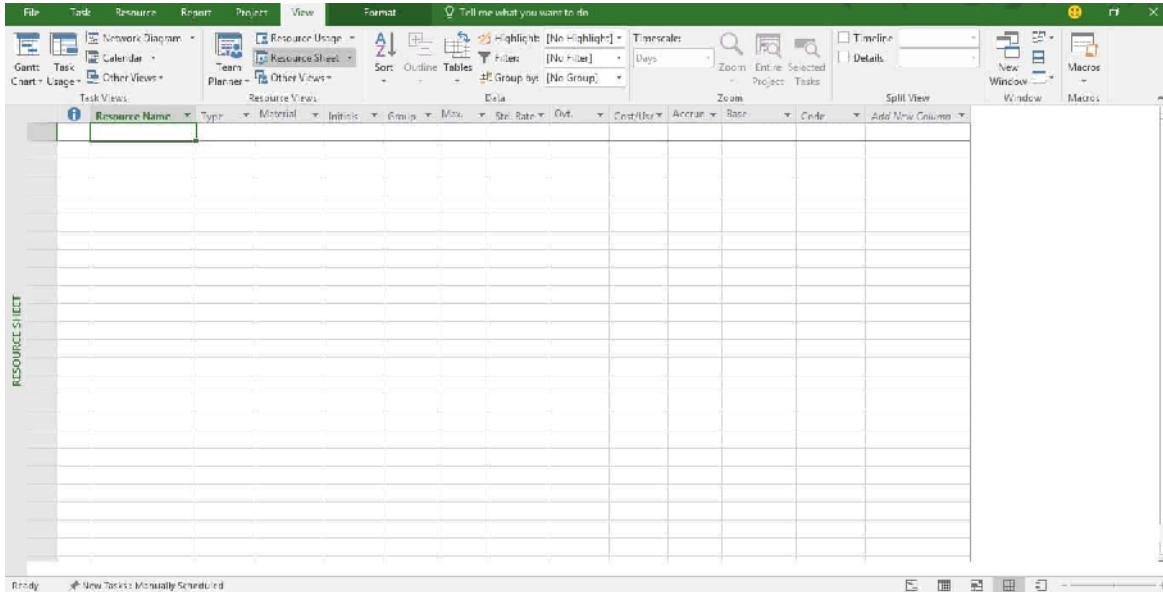 File Task Resource Report Project View Format Tell me what you want to do
Gantt Chart Task Usage Network Diagram Calendar Other Views Team Planner Resource Usage Resource Sheet Other Views Sort Outline Tables Highlight: [No Highlight] Filter: [No Filter] Group by: [No Group] Timescale: Days Zoom Entire Project Selected Tasks Timeline Details New Window Macros
Task Views Resource Views Data Zoom Split View Window Macros
Resource Name Type Material Initials Group Max. Std. Rate Ovt. Cost/Use Accrue Base Code Add New Column
RESOURCE SHEET
Ready New Tasks : Manually Scheduled